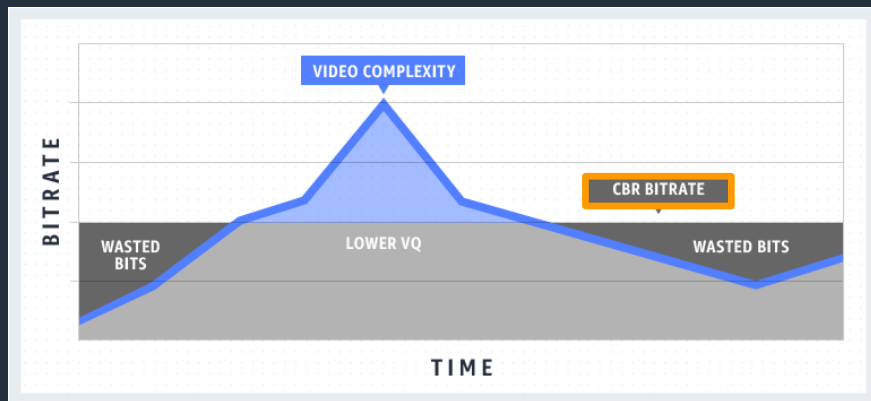 VIDEO COMPLEXITY
BITRATE
CBR BITRATE
WASTED
BITS
LOWER VQ
WASTED BITS
TIME